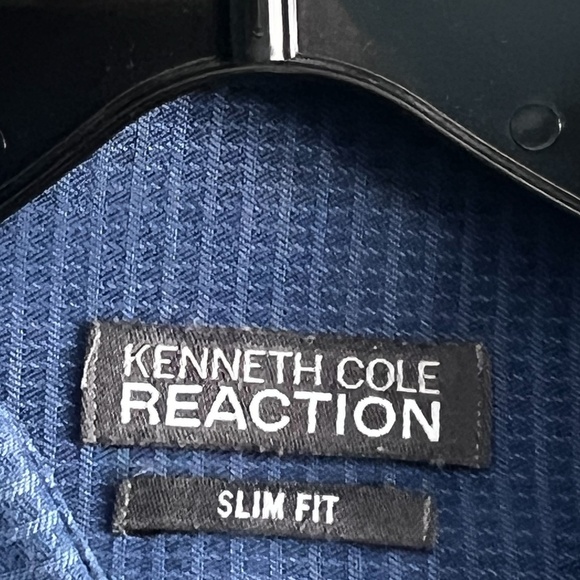 KENNETH COLE
REACTION
SLIM FIT